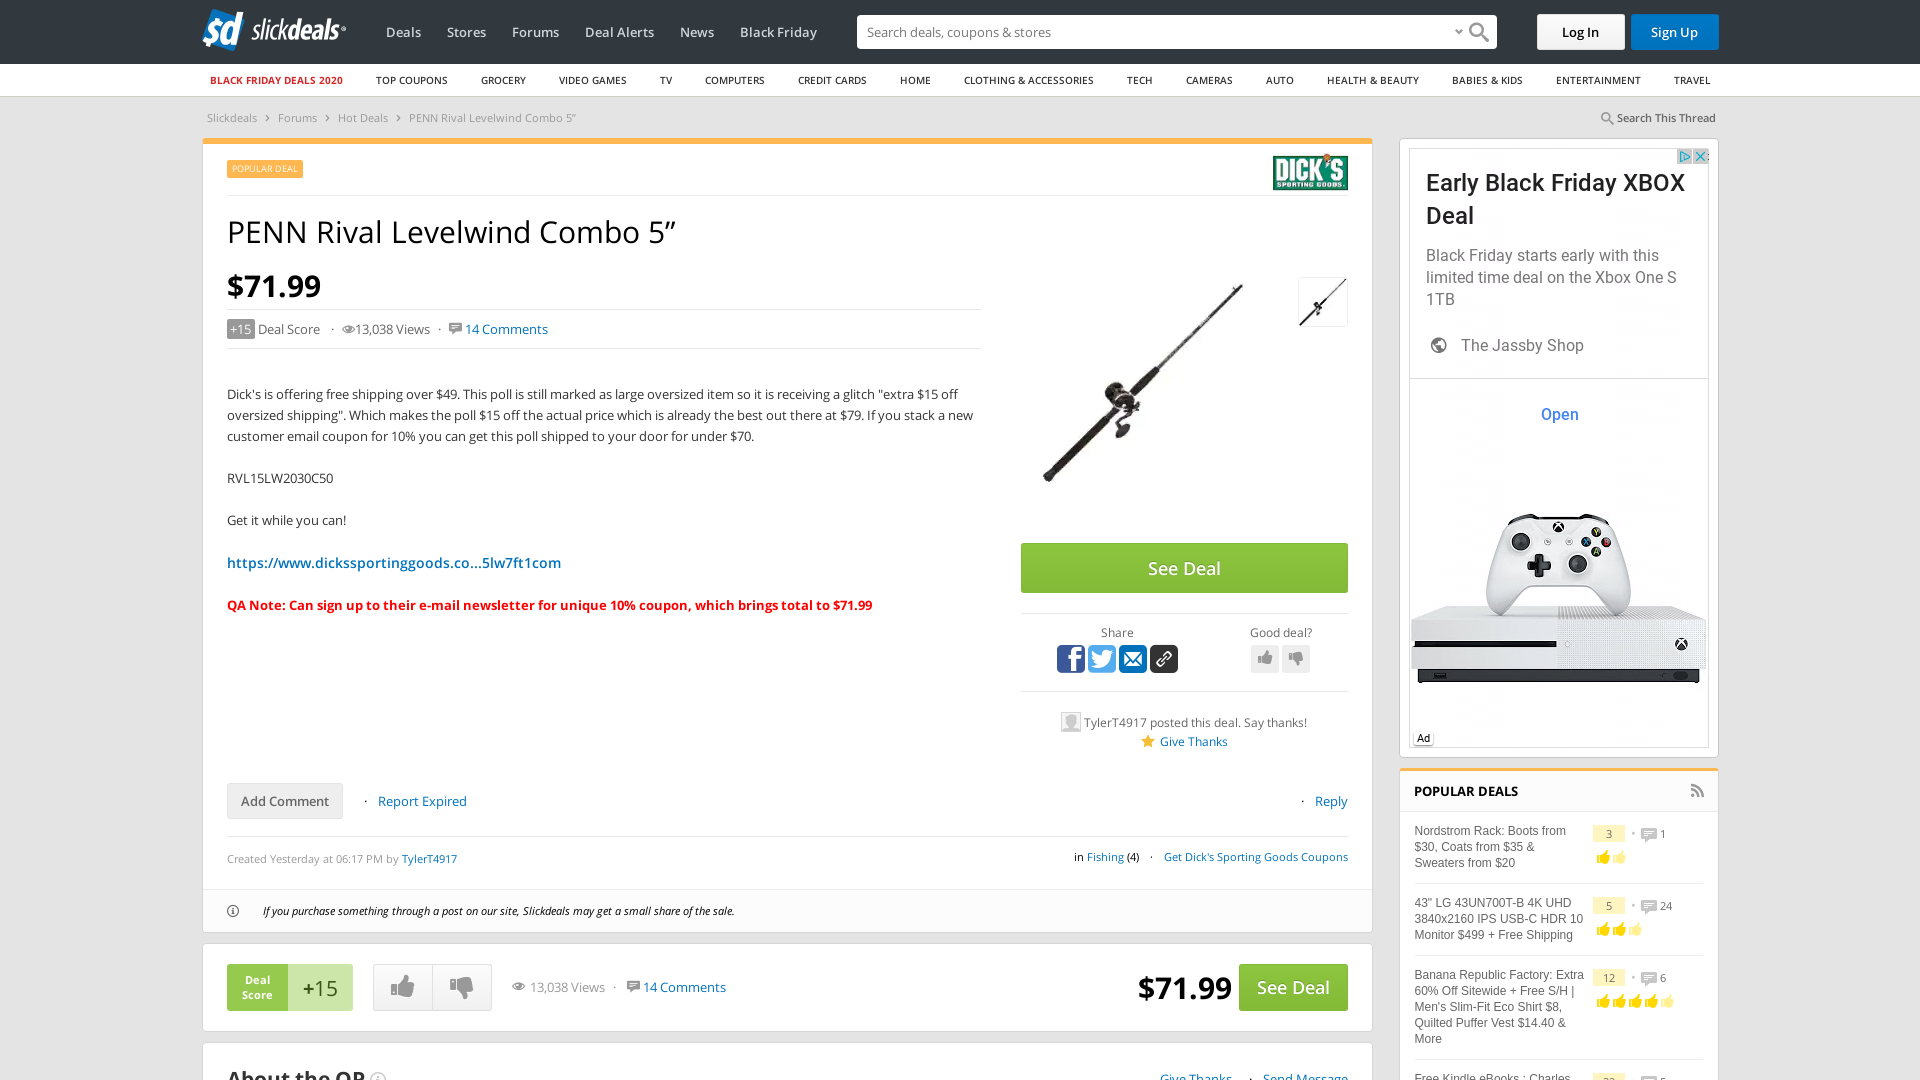 sd slickdeals
Deals Stores Forums Deal Alerts News Black Friday
Search deals, coupons & shops
Log In Sign Up
BLACK FRIDAY DEALS 2020 TOP COUPONS GROCERY VIDEO GAMES TV COMPUTERS CREDIT CARDS HOME CLOTHING & ACCESSORIES TECH CAMERAS AUTO HEALTH & BEAUTY BABIES & KIDS ENTERTAINMENT TRAVEL
Slickdeals › Forums › Hot Deals › PENN Rival Levelwind Combo 5”
Search This Thread
POPULAR DEAL
DICK'S
SPORTING GOODS.
PENN Rival Levelwind Combo 5”
$71.99
+15 Deal Score · 13,038 Views · 14 Comments
Dick's is offering free shipping over $49. This poll is still marked as large oversized item so it is receiving a glitch "extra $15 off
oversized shipping". Which makes the poll $15 off the actual price which is already the best out there at $79. If you stack a new
customer email coupon for 10% you can get this poll shipped to your door for under $70.
RVL15LW2030C50
Get it while you can!
https://www.dickssportinggoods.co...5lw7ft1com
QA Note: Can sign up to their e-mail newsletter for unique 10% coupon, which brings total to $71.99
See Deal
Share
Good deal?
TylerT4917 posted this deal. Say thanks!
Give Thanks
Add Comment · Report Expired
· Reply
Created Yesterday at 06:17 PM by TylerT4917
in Fishing (4) · Get Dick's Sporting Goods Coupons
If you purchase something through a post on our site, Slickdeals may get a small share of the sale.
Deal
Score
+15
13,038 Views · 14 Comments
$71.99 See Deal
About the OP
Give Thanks · Send Message
Early Black Friday XBOX
Deal
Black Friday starts early with this
limited time deal on the Xbox One S
1TB
The Jassby Shop
Open
Ad
POPULAR DEALS
Nordstrom Rack: Boots from
$30, Coats from $35 &
Sweaters from $20
3 • 1
43" LG 43UN700T-B 4K UHD
3840x2160 IPS USB-C HDR 10
Monitor $499 + Free Shipping
5 • 24
Banana Republic Factory: Extra
60% Off Sitewide + Free S/H |
Men's Slim-Fit Eco Shirt $8,
Quilted Puffer Vest $14.40 &
More
12 • 6
Free Kindle eBooks : Charles